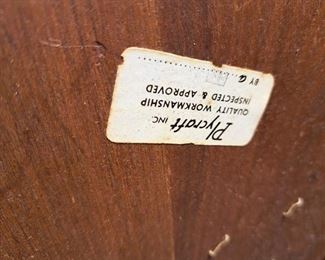 Plycraft INC.
QUALITY WORKMANSHIP
INSPECTED & APPROVED
BY G